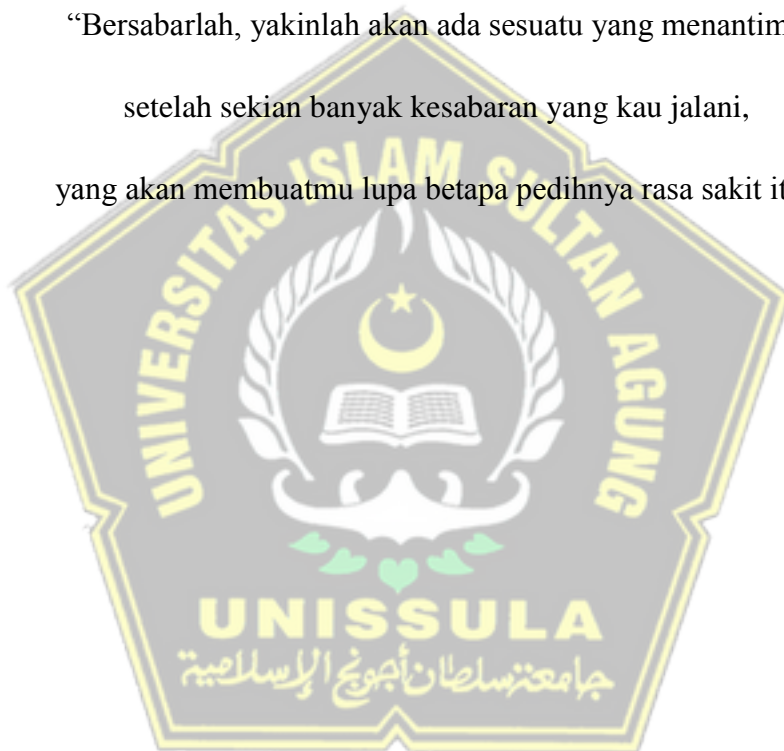 “Bersabarlah, yakinlah akan ada sesuatu yang menantim
setelah sekian banyak kesabaran yang kau jalani,
yang akan membuatmu lupa betapa pedihnya rasa sakit it
UNIVERSITAS ISLAM SULTAN AGUNG
UNISSULA
جامعة سلطان أجونج الإسلامية